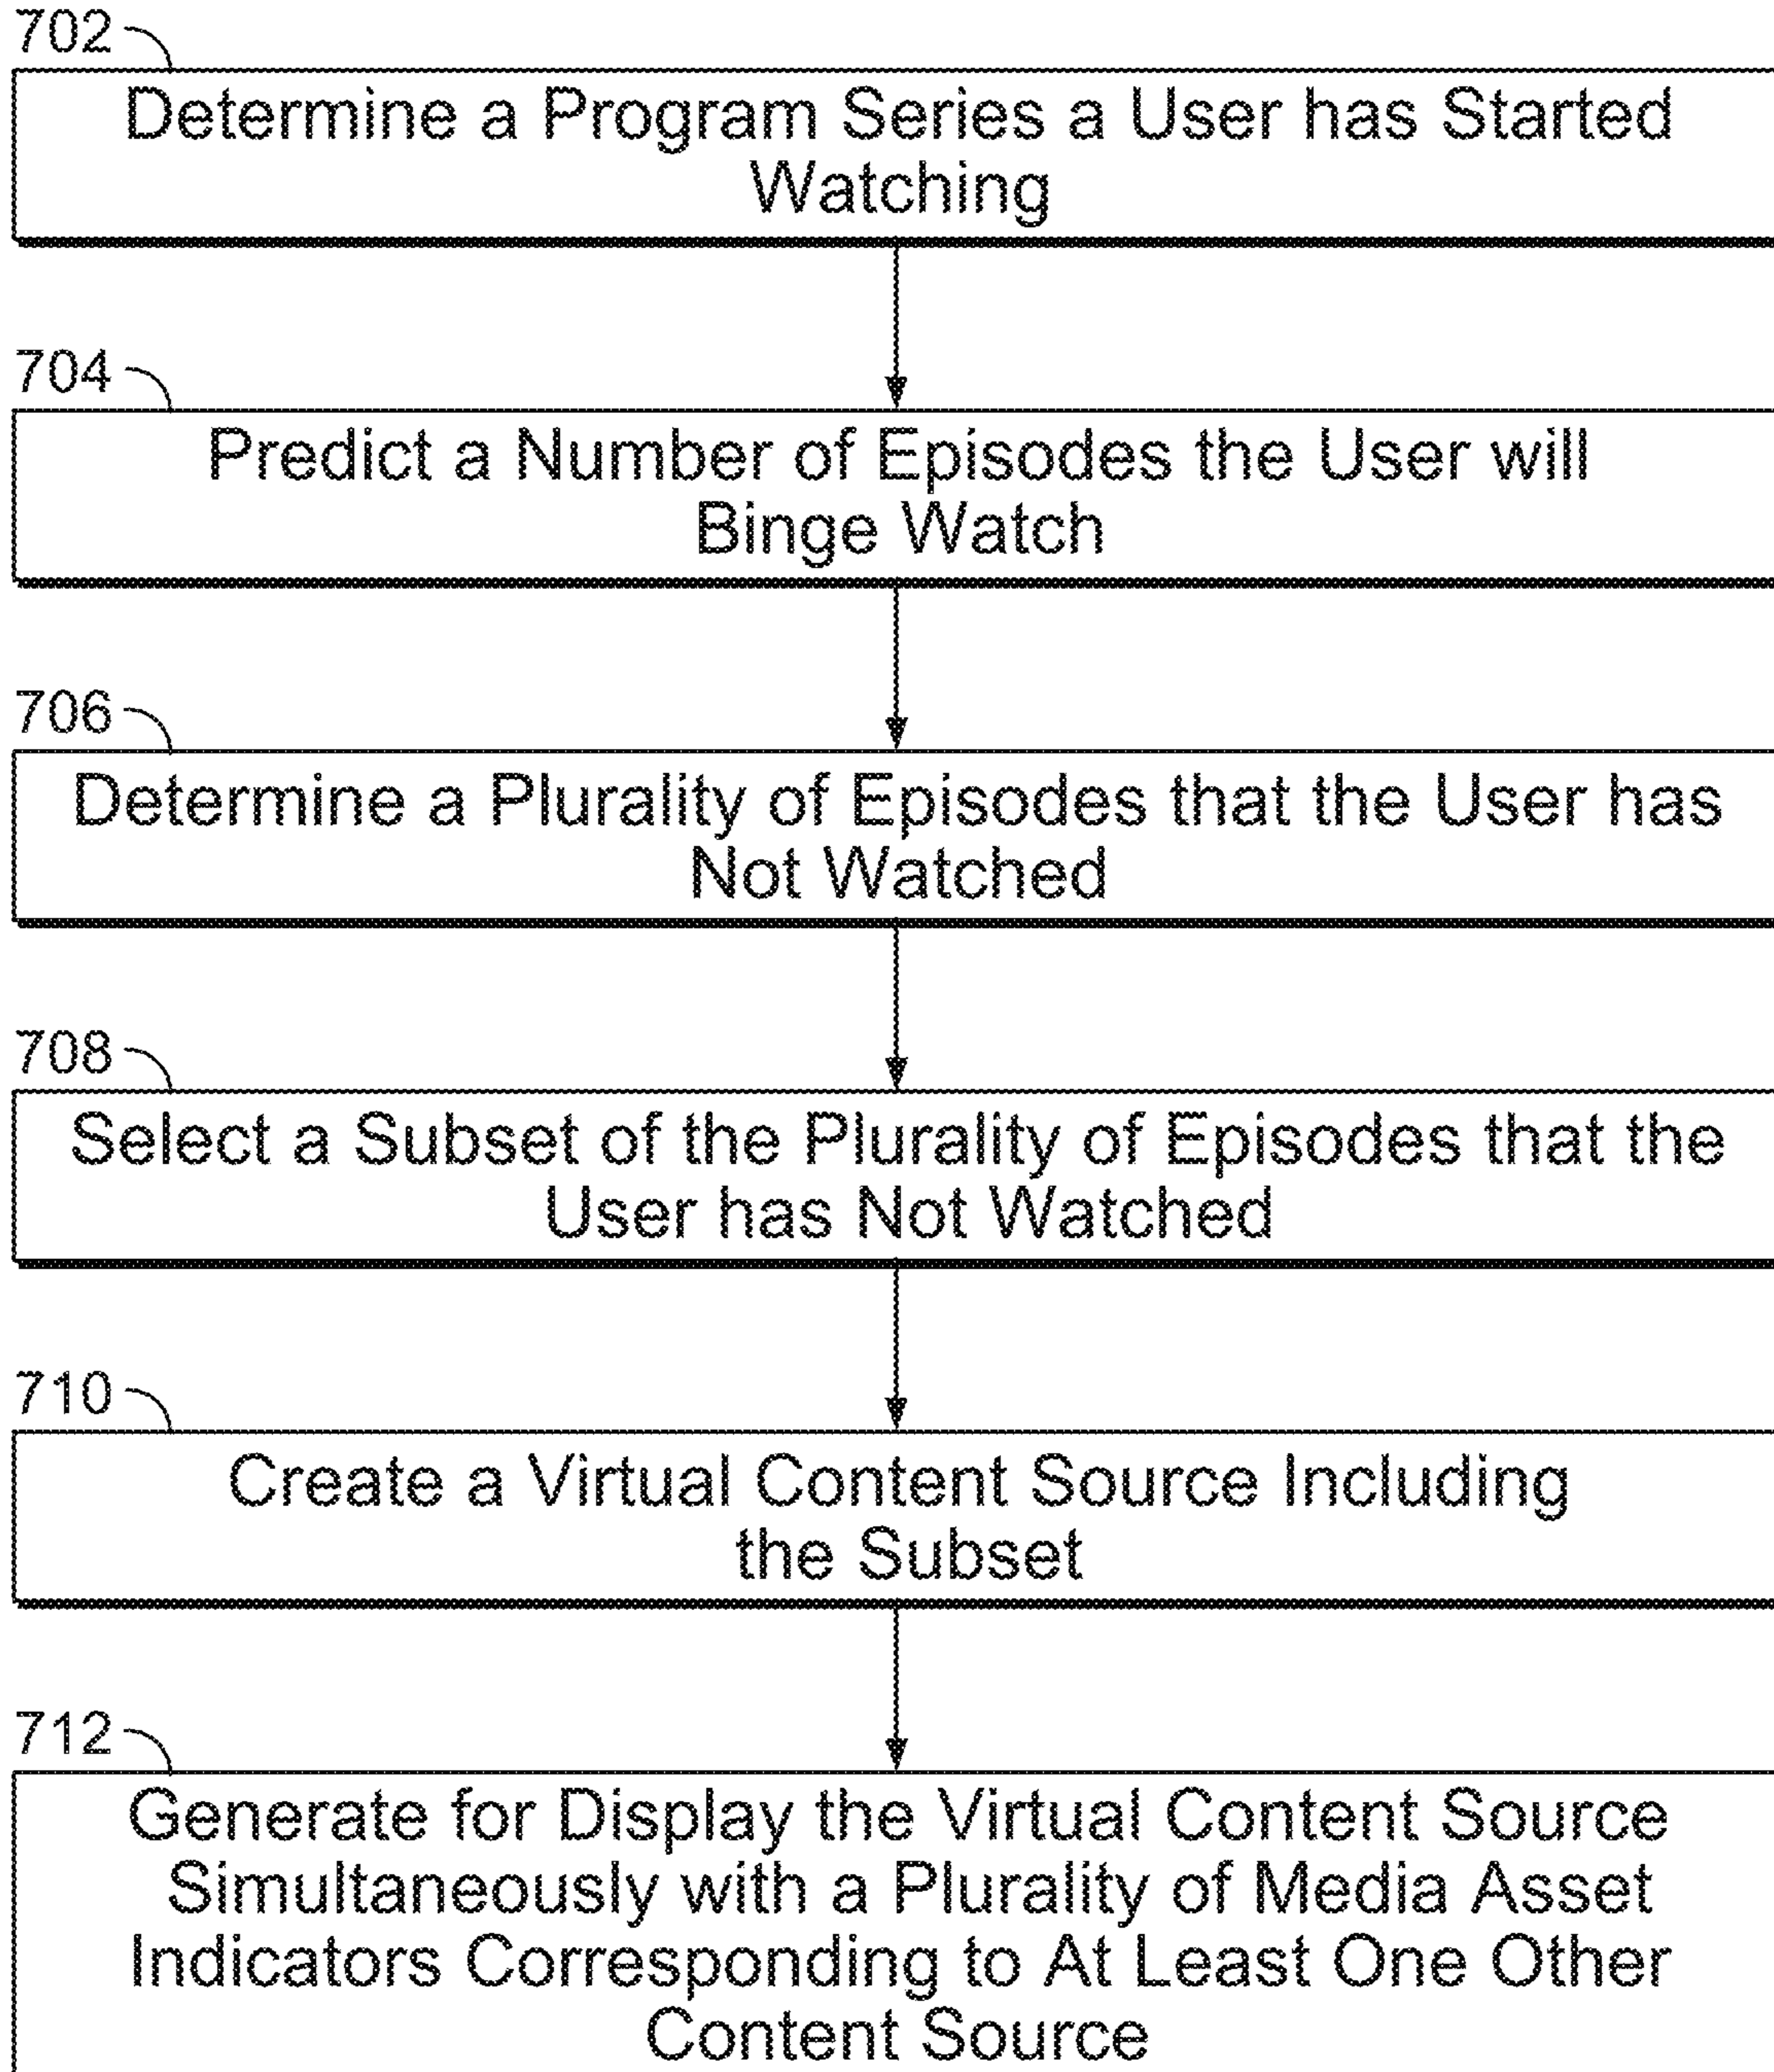 702
Determine a Program Series a User has Started
Watching
704
Predict a Number of Episodes the User will
Binge Watch
706
Determine a Plurality of Episodes that the User has
Not Watched
708
Select a Subset of the Plurality of Episodes that the
User has Not Watched
710
Create a Virtual Content Source Including
the Subset
712
Generate for Display the Virtual Content Source
Simultaneously with a Plurality of Media Asset
Indicators Corresponding to At Least One Other
Content Source